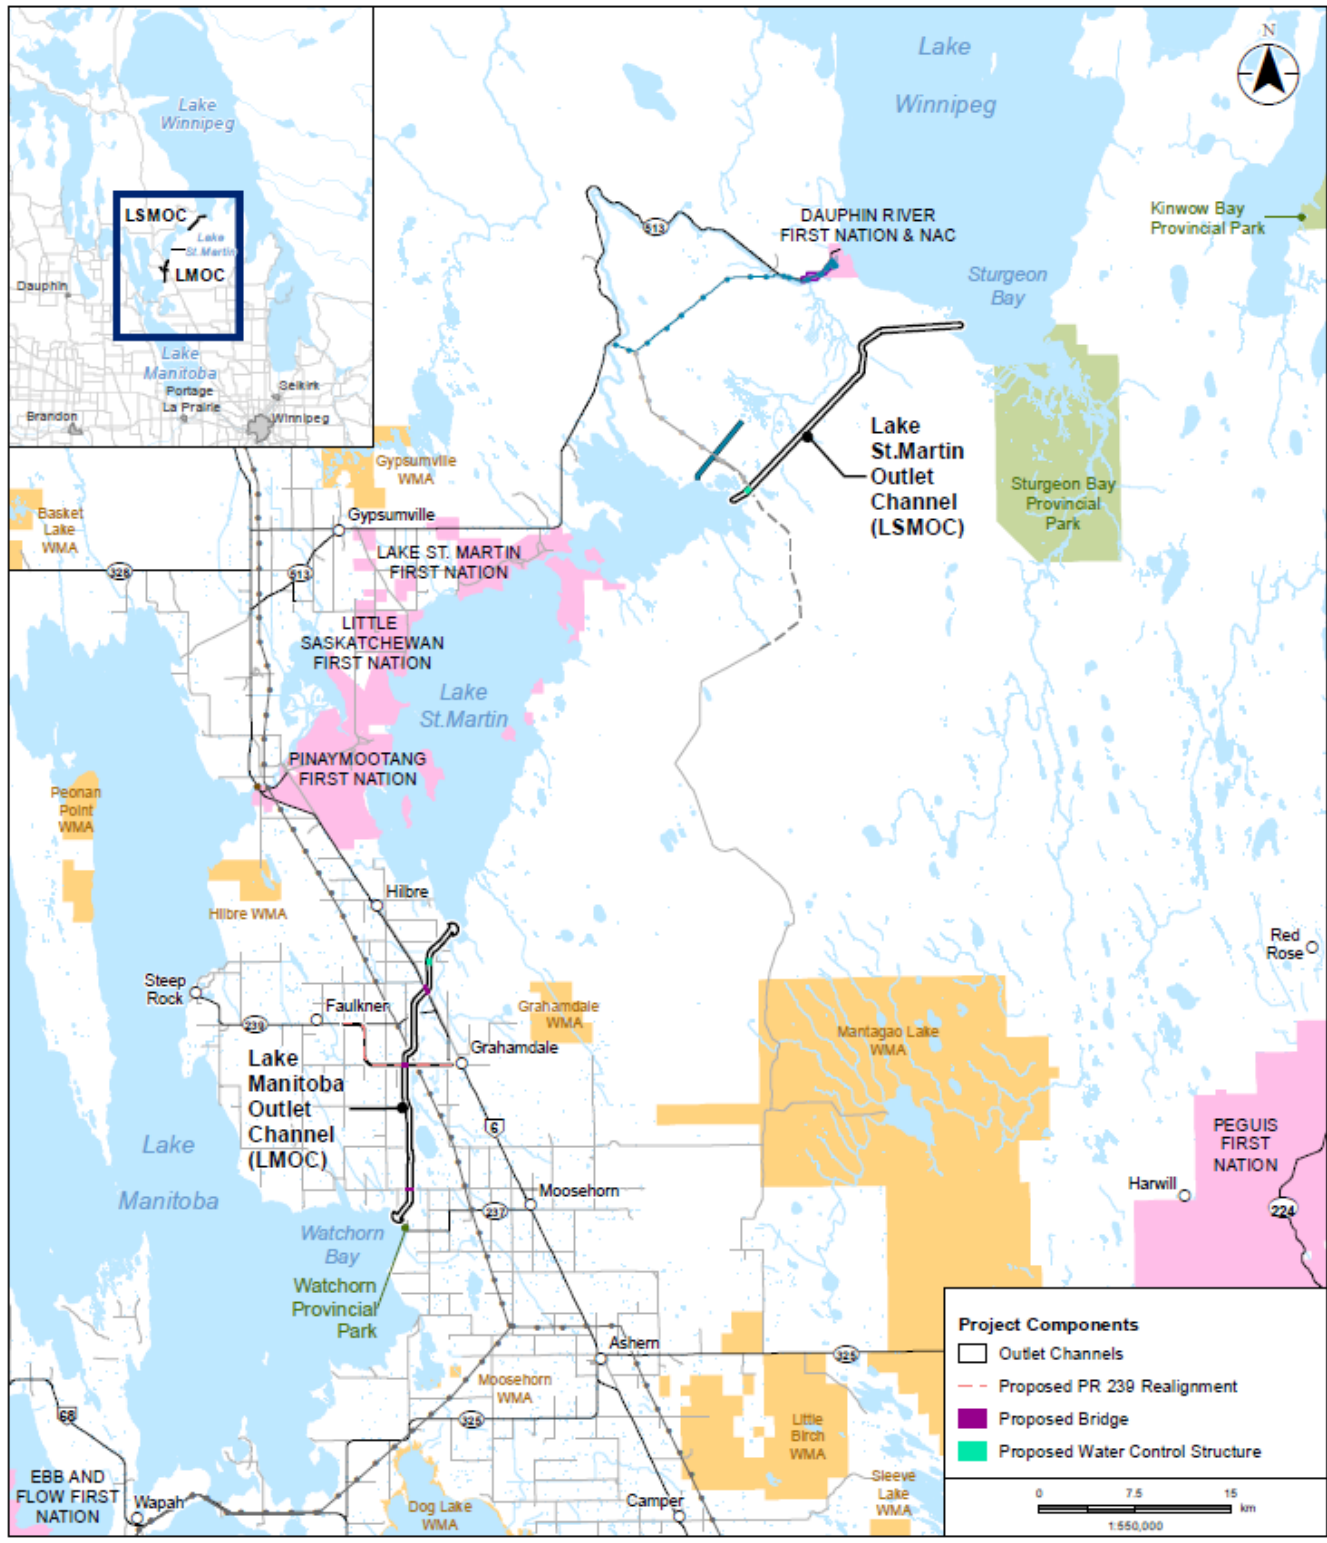 Lake
Winnipeg
LSMOC
Lake
St.Martin
LMOC
Dauphin
Lake
Manitoba
Portage
La Prairie
Selkirk
Brandon
Winnipeg
Lake
Winnipeg
N
Kinwow Bay
Provincial Park
DAUPHIN RIVER
FIRST NATION & NAC
513
Sturgeon
Bay
Lake
St.Martin
Outlet
Channel
(LSMOC)
Sturgeon Bay
Provincial
Park
Gypsumville
WMA
Basket
Lake
WMA
Gypsumville
328
513
LAKE ST. MARTIN
FIRST NATION
LITTLE
SASKATCHEWAN
FIRST NATION
Lake
St.Martin
PINAYMOOTANG
FIRST NATION
Peonan
Point
WMA
Hilbre
Hilbre WMA
Steep
Rock
Faulkner
239
Grahamdale
WMA
Red
Rose
Mantagao Lake
WMA
Grahamdale
Lake
Manitoba
Outlet
Channel
(LMOC)
6
Lake
Manitoba
PEGUIS
FIRST
NATION
Harwill
224
Moosehorn
237
Watchorn
Bay
Watchorn
Provincial
Park
Ashern
325
Moosehorn
WMA
325
68
Little
Birch
WMA
Sleeve
Lake
WMA
EBB AND
FLOW FIRST
NATION
Wapah
Dog Lake
WMA
Camper
Project Components
Outlet Channels
Proposed PR 239 Realignment
Proposed Bridge
Proposed Water Control Structure
0 7.5 15
km
1:550,000